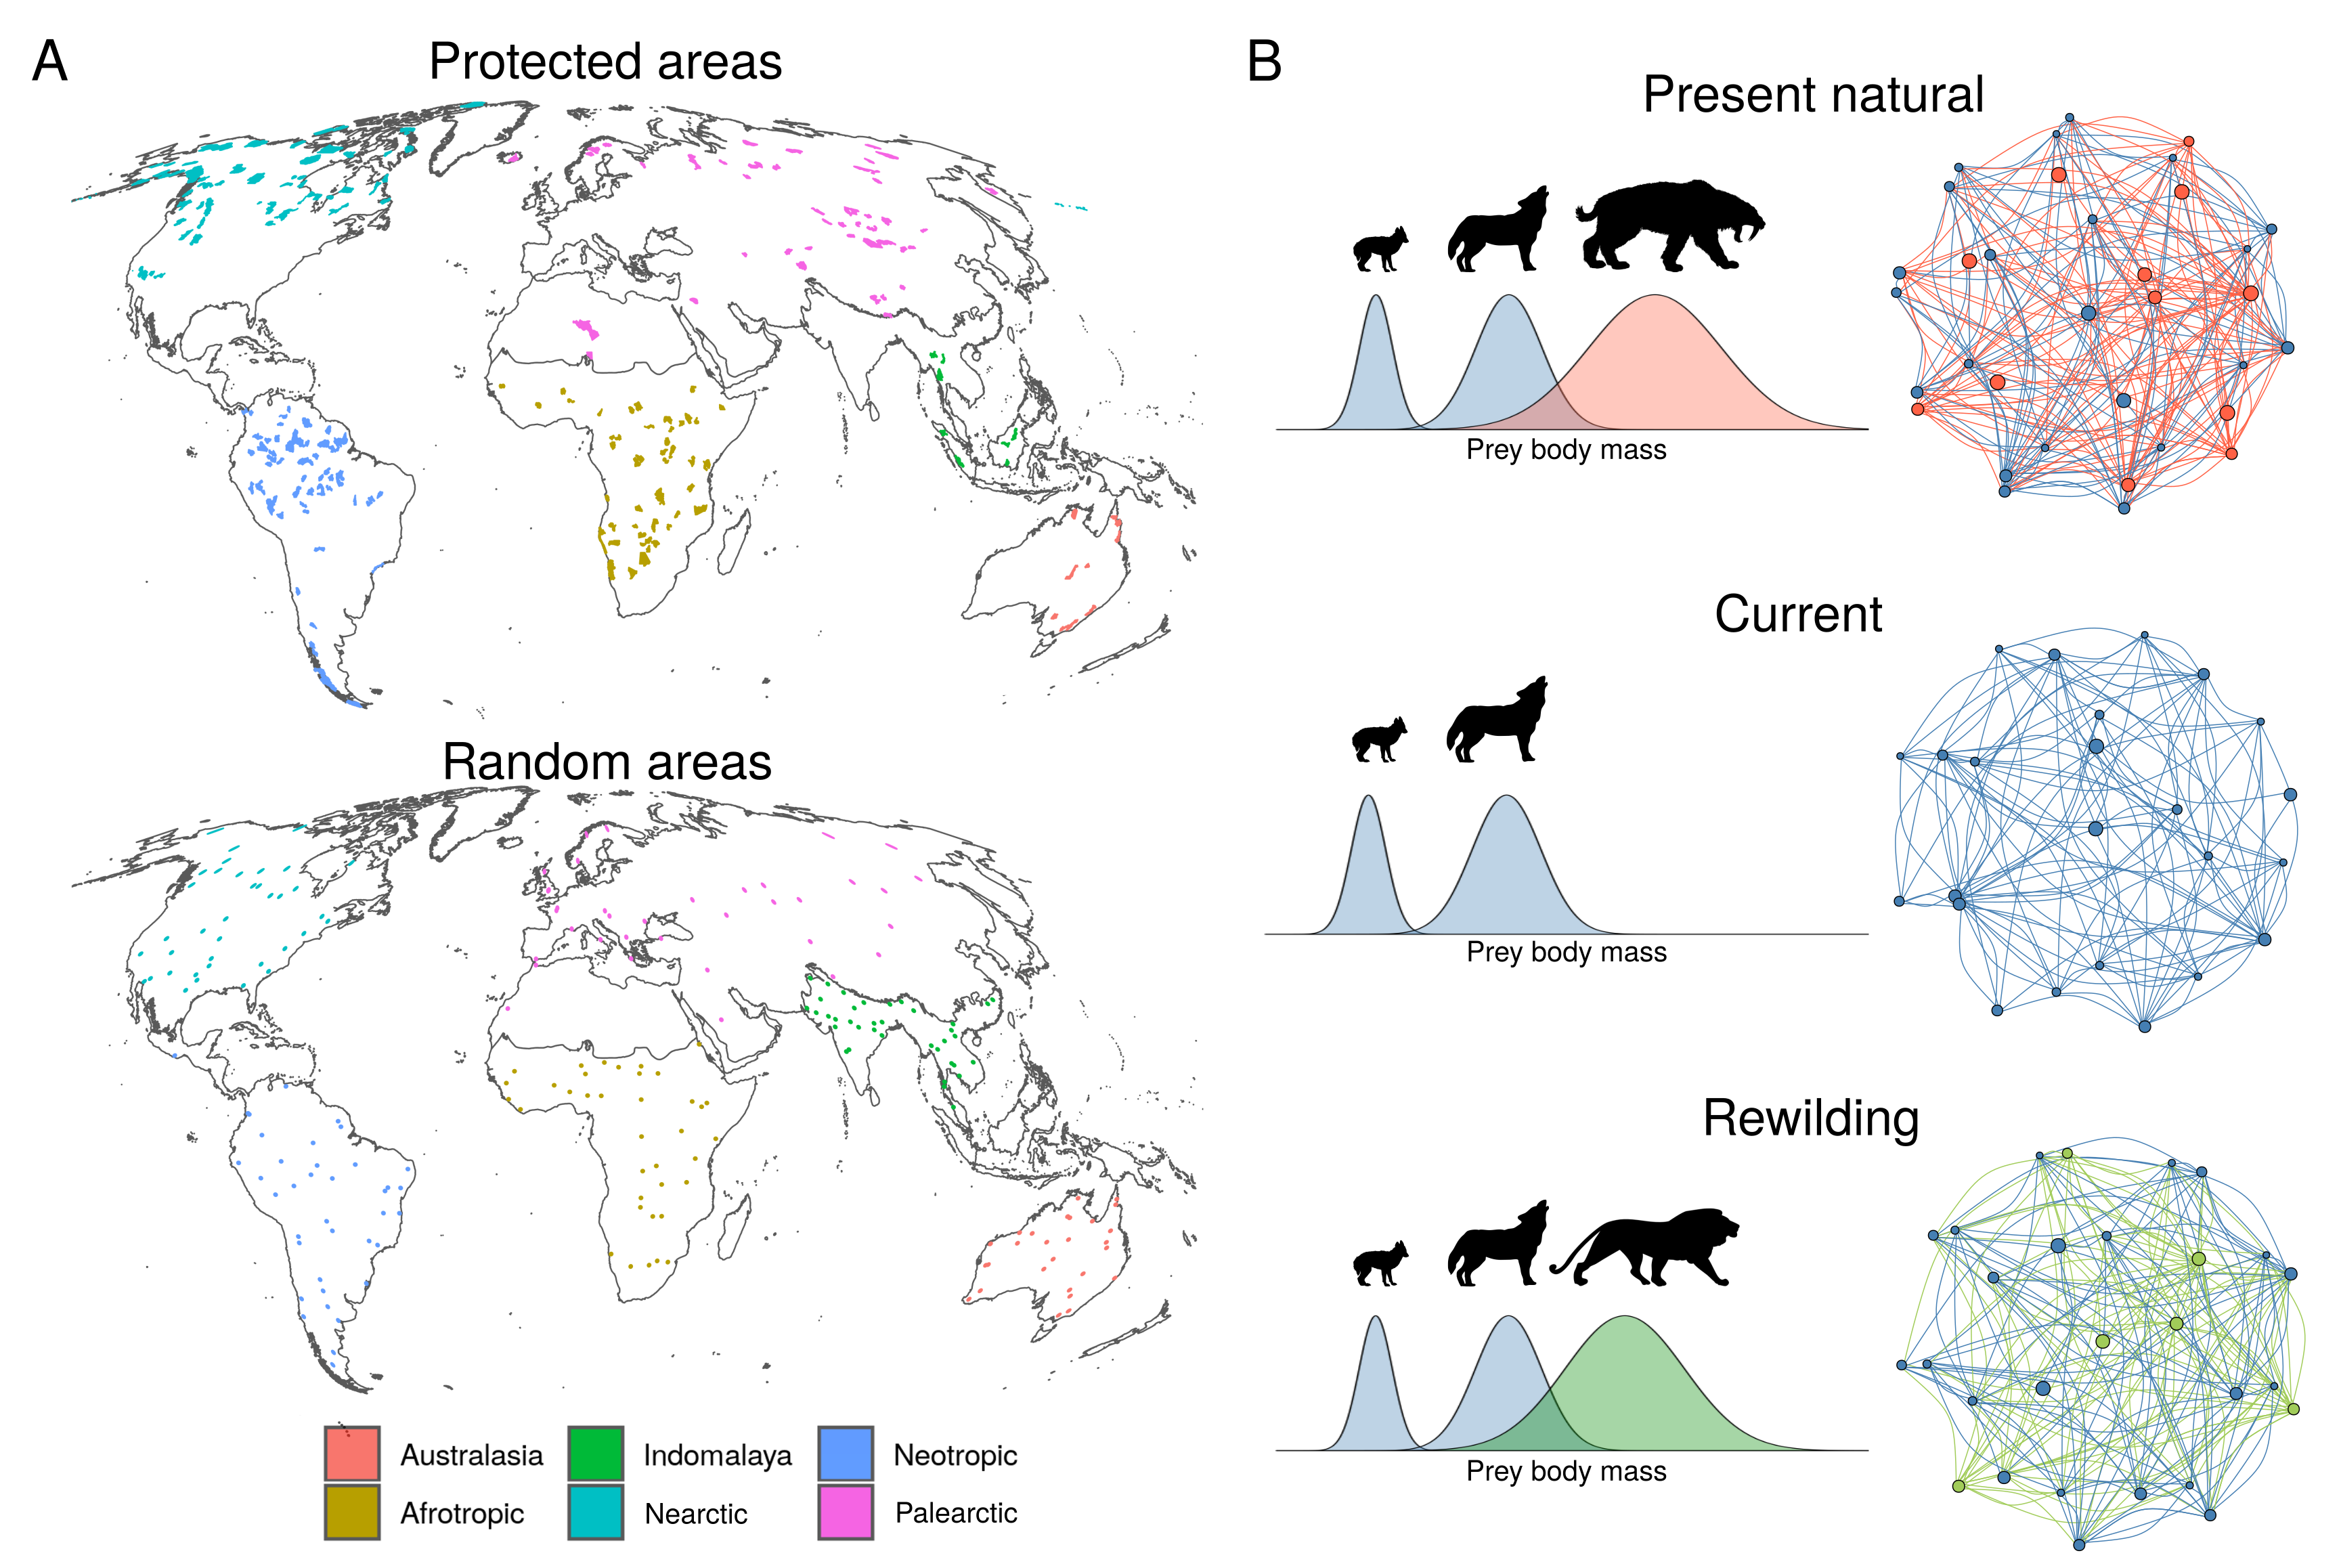 A
Protected areas
Random areas
Australasia
Indomalaya
Neotropic
Afrotropic
Nearctic
Palearctic
B
Present natural
Prey body mass
Current
Prey body mass
Rewilding
Prey body mass